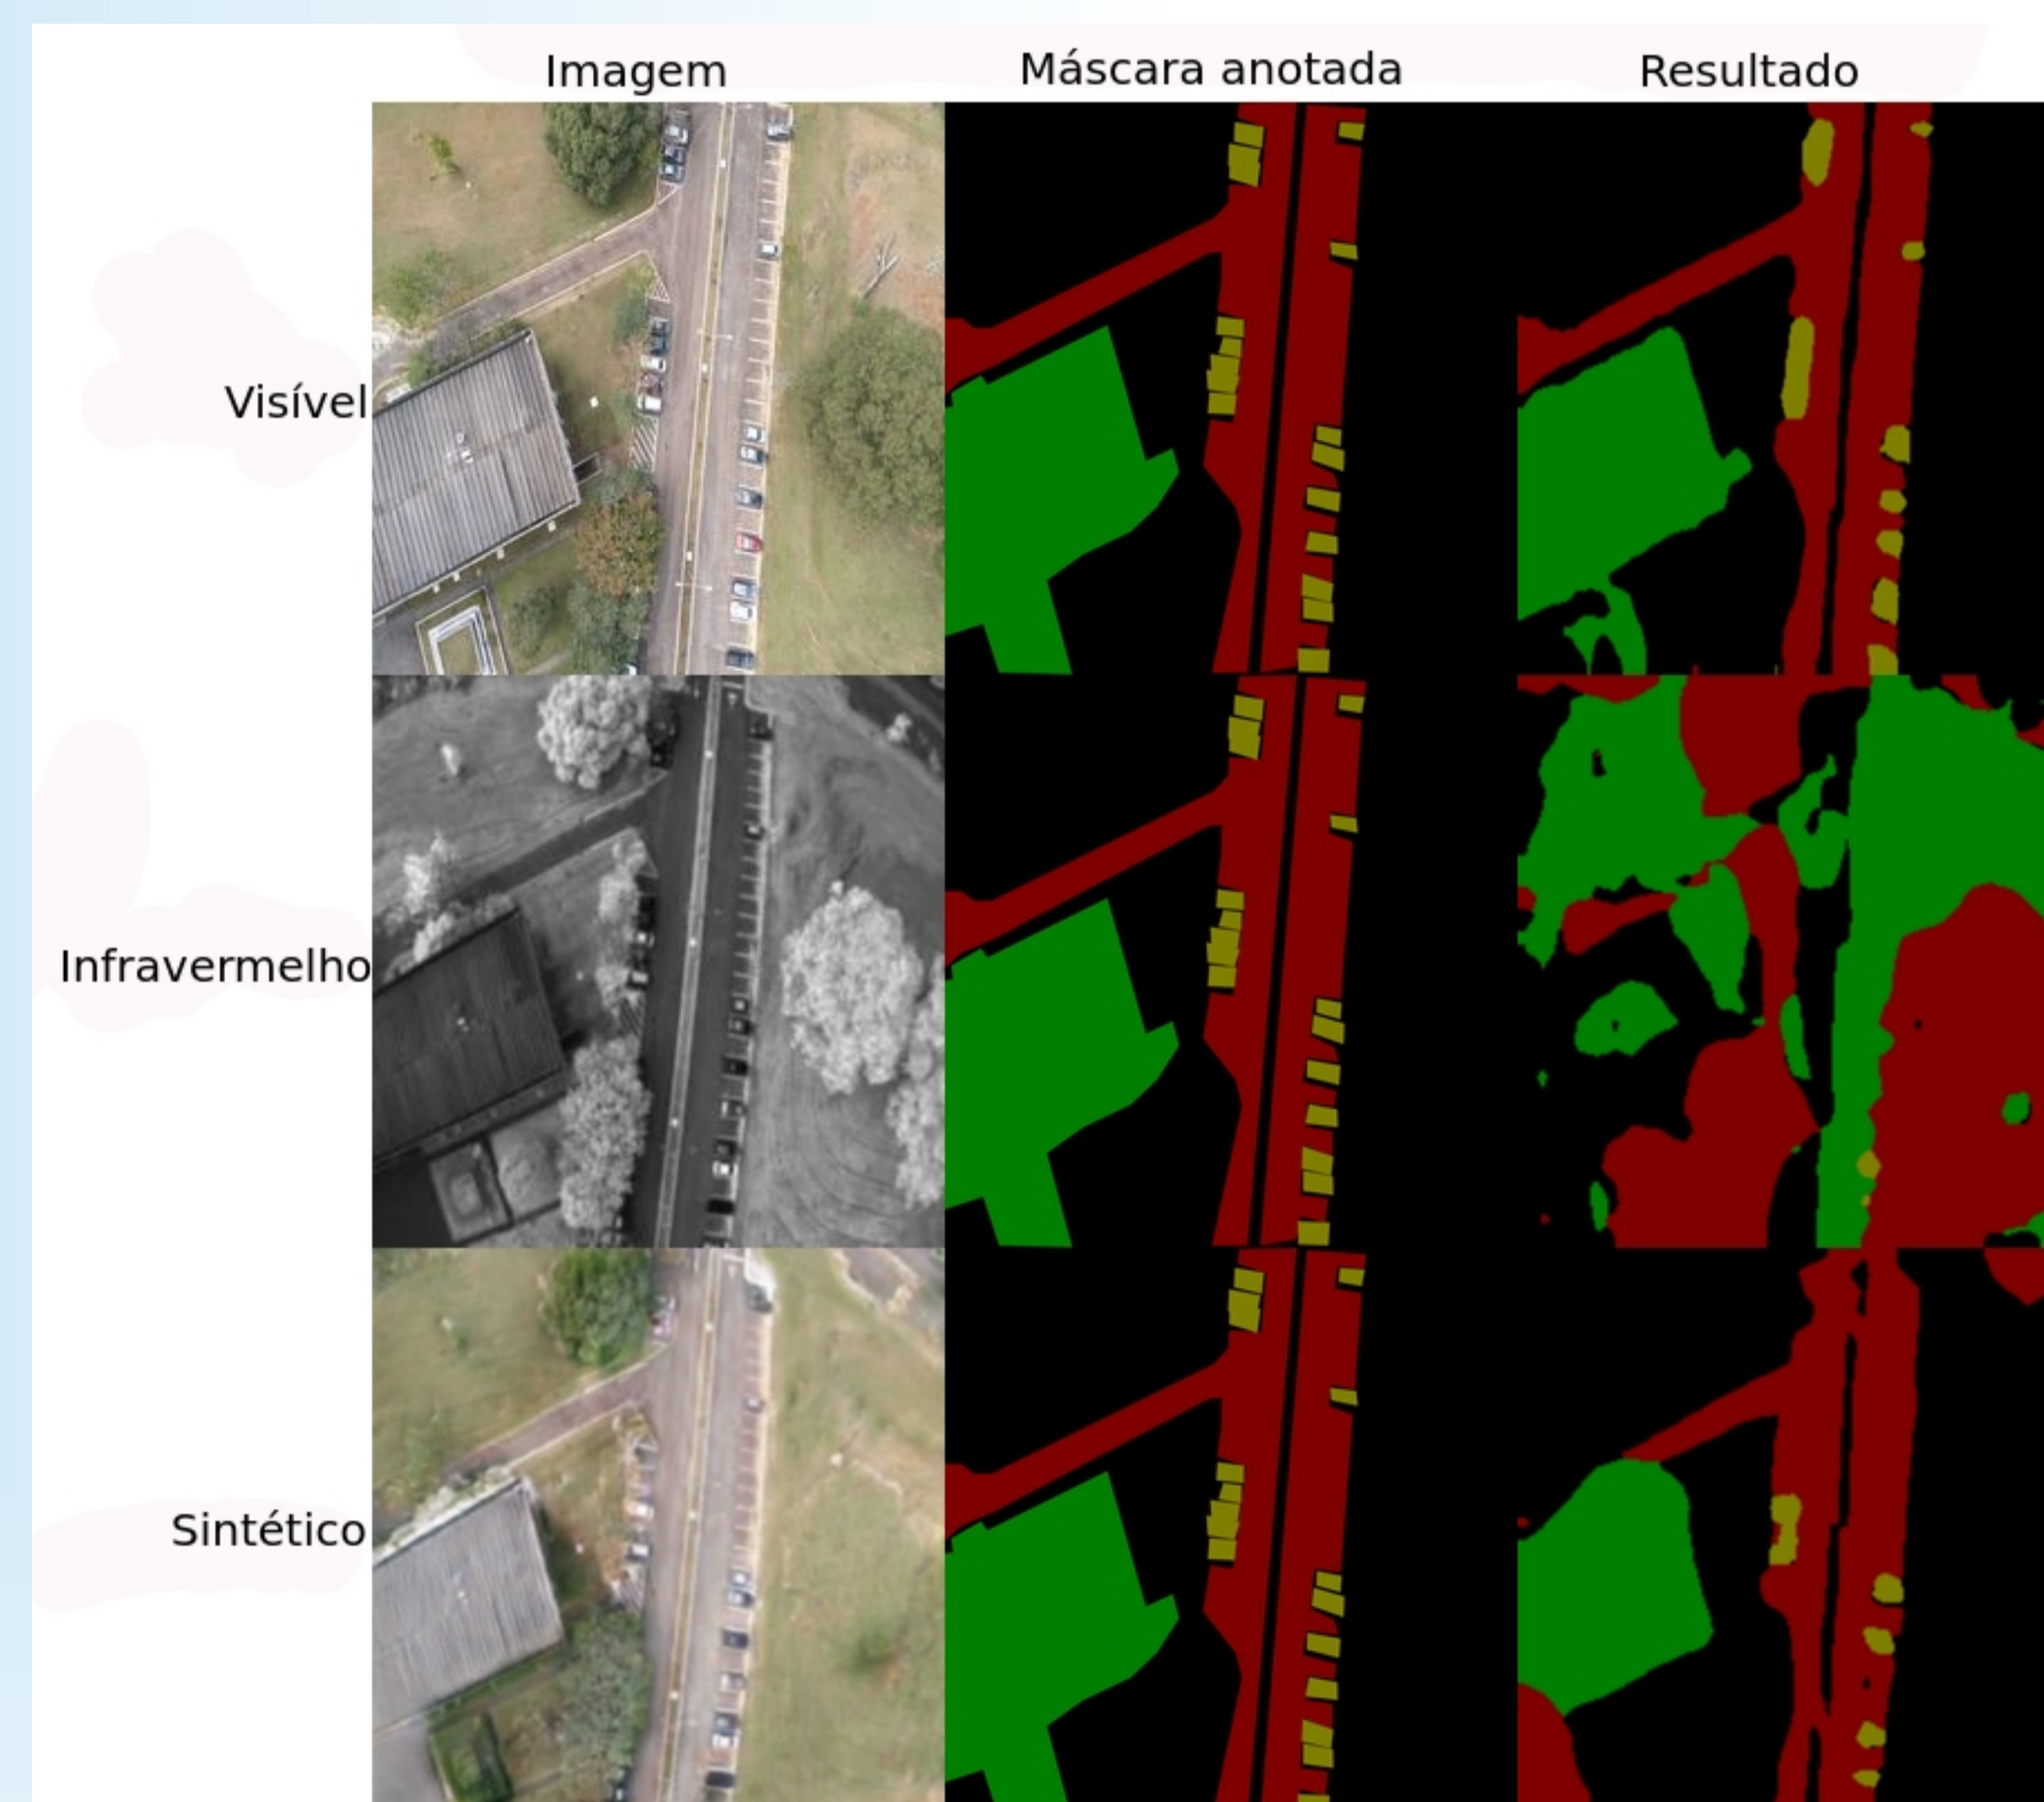 Imagem
Máscara anotada
Resultado
Visível
Infravermelho
Sintético